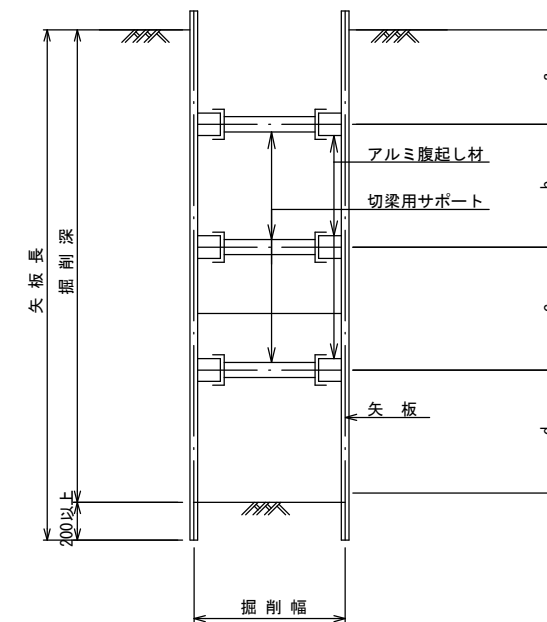 アルミ腹起し材
切梁用サポート
矢板長
掘削深
矢 板
200以上
掘削幅